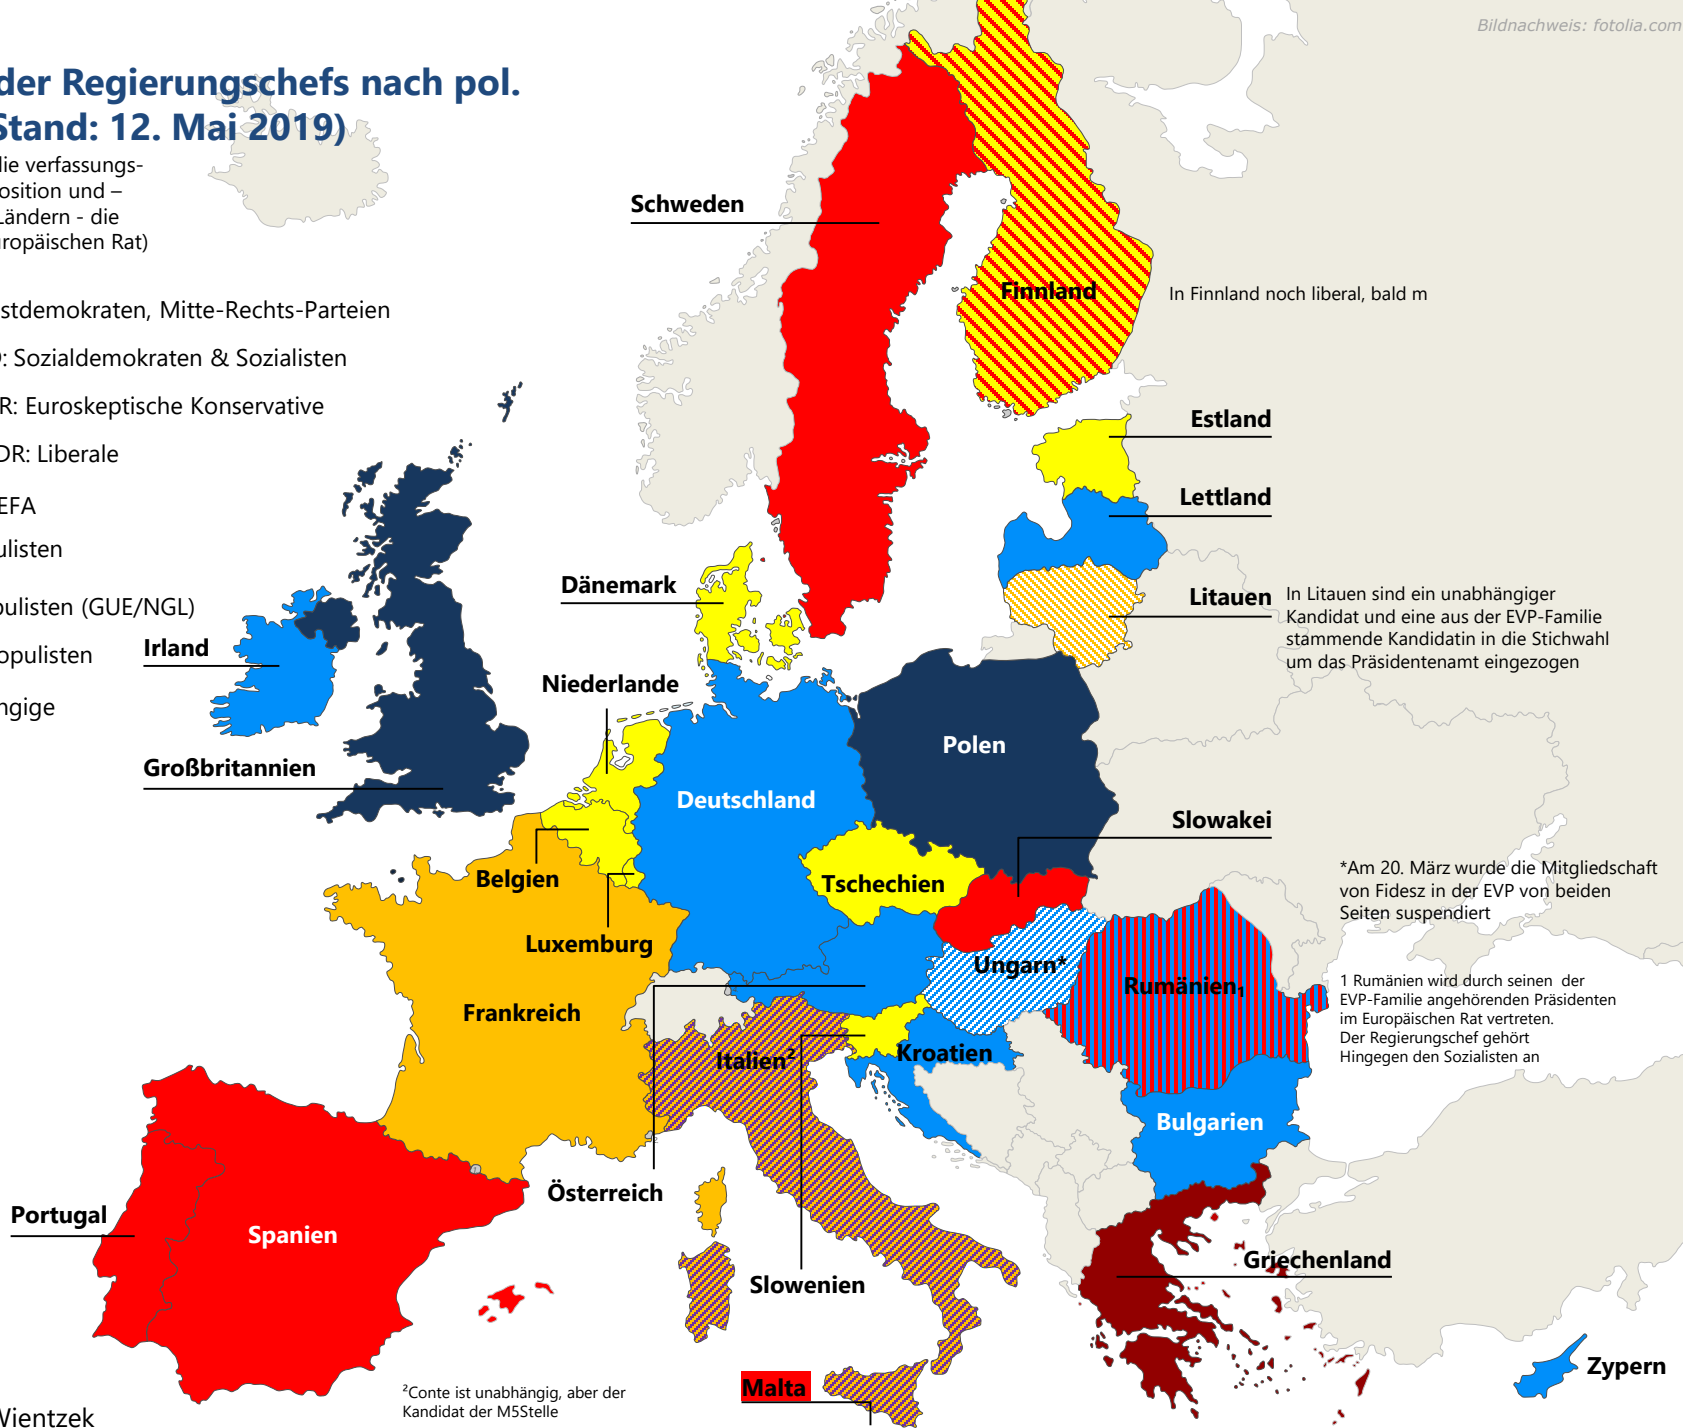 Bildnachweis: fotolia.com
der Regierungschefs nach pol.
Stand: 12. Mai 2019)
die verfassungs-
osition und –
Ländern - die
uropäischen Rat)
stdemokraten, Mitte-Rechts-Parteien
: Sozialdemokraten & Sozialisten
R: Euroskeptische Konservative
DR: Liberale
EFA
ulisten
pulisten (GUE/NGL)
opulisten
ngige
Schweden
Finnland
In Finnland noch liberal, bald m
Estland
Lettland
Litauen
In Litauen sind ein unabhängiger
Kandidat und eine aus der EVP-Familie
stammende Kandidatin in die Stichwahl
um das Präsidentenamt eingezogen
Dänemark
Irland
Niederlande
Großbritannien
Polen
Deutschland
Slowakei
Belgien
Tschechien
*Am 20. März wurde die Mitgliedschaft
von Fidesz in der EVP von beiden
Seiten suspendiert
Luxemburg
Ungarn*
Rumänien₁
1 Rumänien wird durch seinen der
EVP-Familie angehörenden Präsidenten
im Europäischen Rat vertreten.
Der Regierungschef gehört
Hingegen den Sozialisten an
Frankreich
Italien²
Kroatien
Bulgarien
Österreich
Portugal
Spanien
Slowenien
Griechenland
Zypern
Malta
²Conte ist unabhängig, aber der
Kandidat der M5Stelle
Wientzek